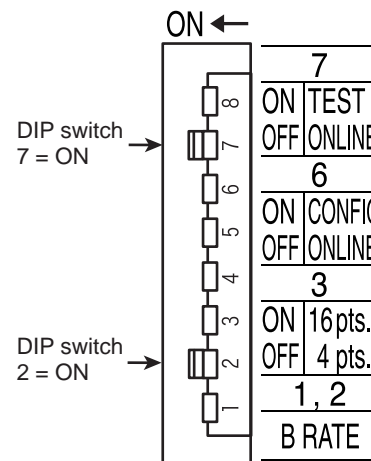 ON ←
DIP switch
7 = ON
DIP switch
2 = ON
8
7
6
5
4
3
2
1
7
ON TEST
OFF ONLINE
6
ON CONFIG
OFF ONLINE
3
ON 16 pts.
OFF 4 pts.
1, 2
B RATE